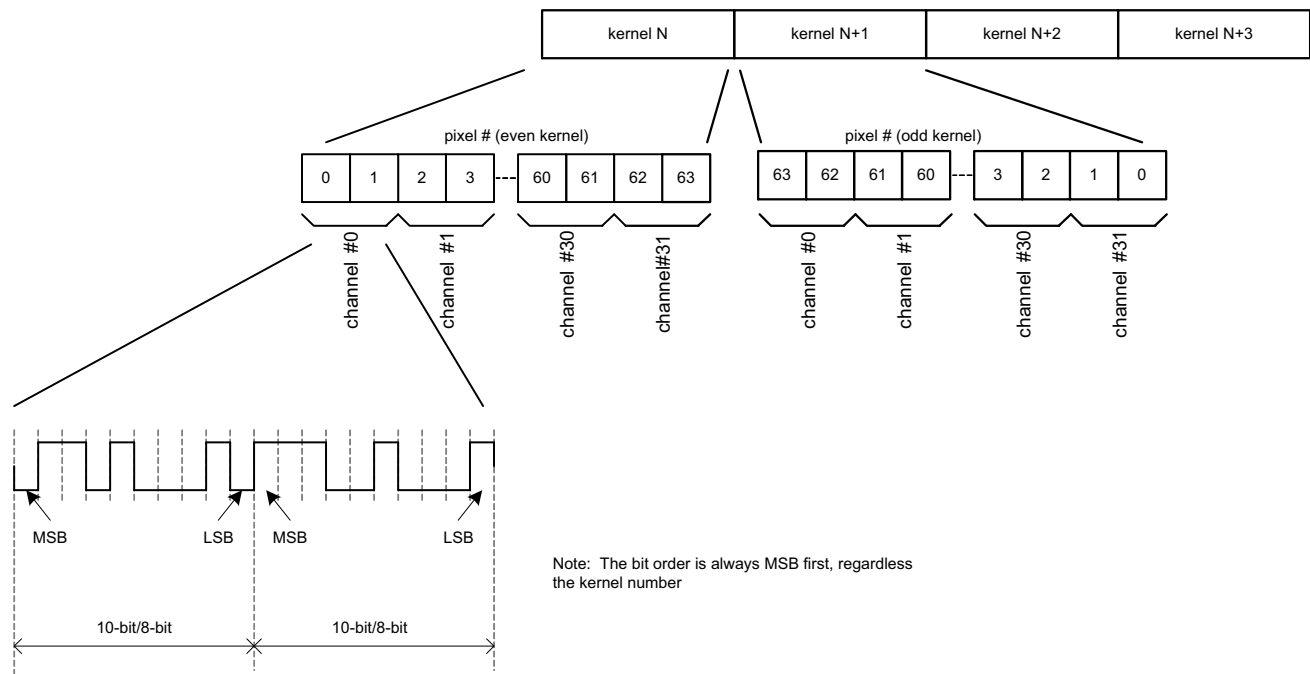 kernel N kernel N+1 kernel N+2 kernel N+3
pixel # (even kernel) pixel # (odd kernel)
0 1 2 3 60 61 62 63 63 62 61 60 3 2 1 0
channel #0 channel #1 channel #30 channel#31 channel #0 channel #1 channel #30 channel #31
MSB LSB MSB LSB
Note: The bit order is always MSB first, regardless
the kernel number
10-bit/8-bit 10-bit/8-bit